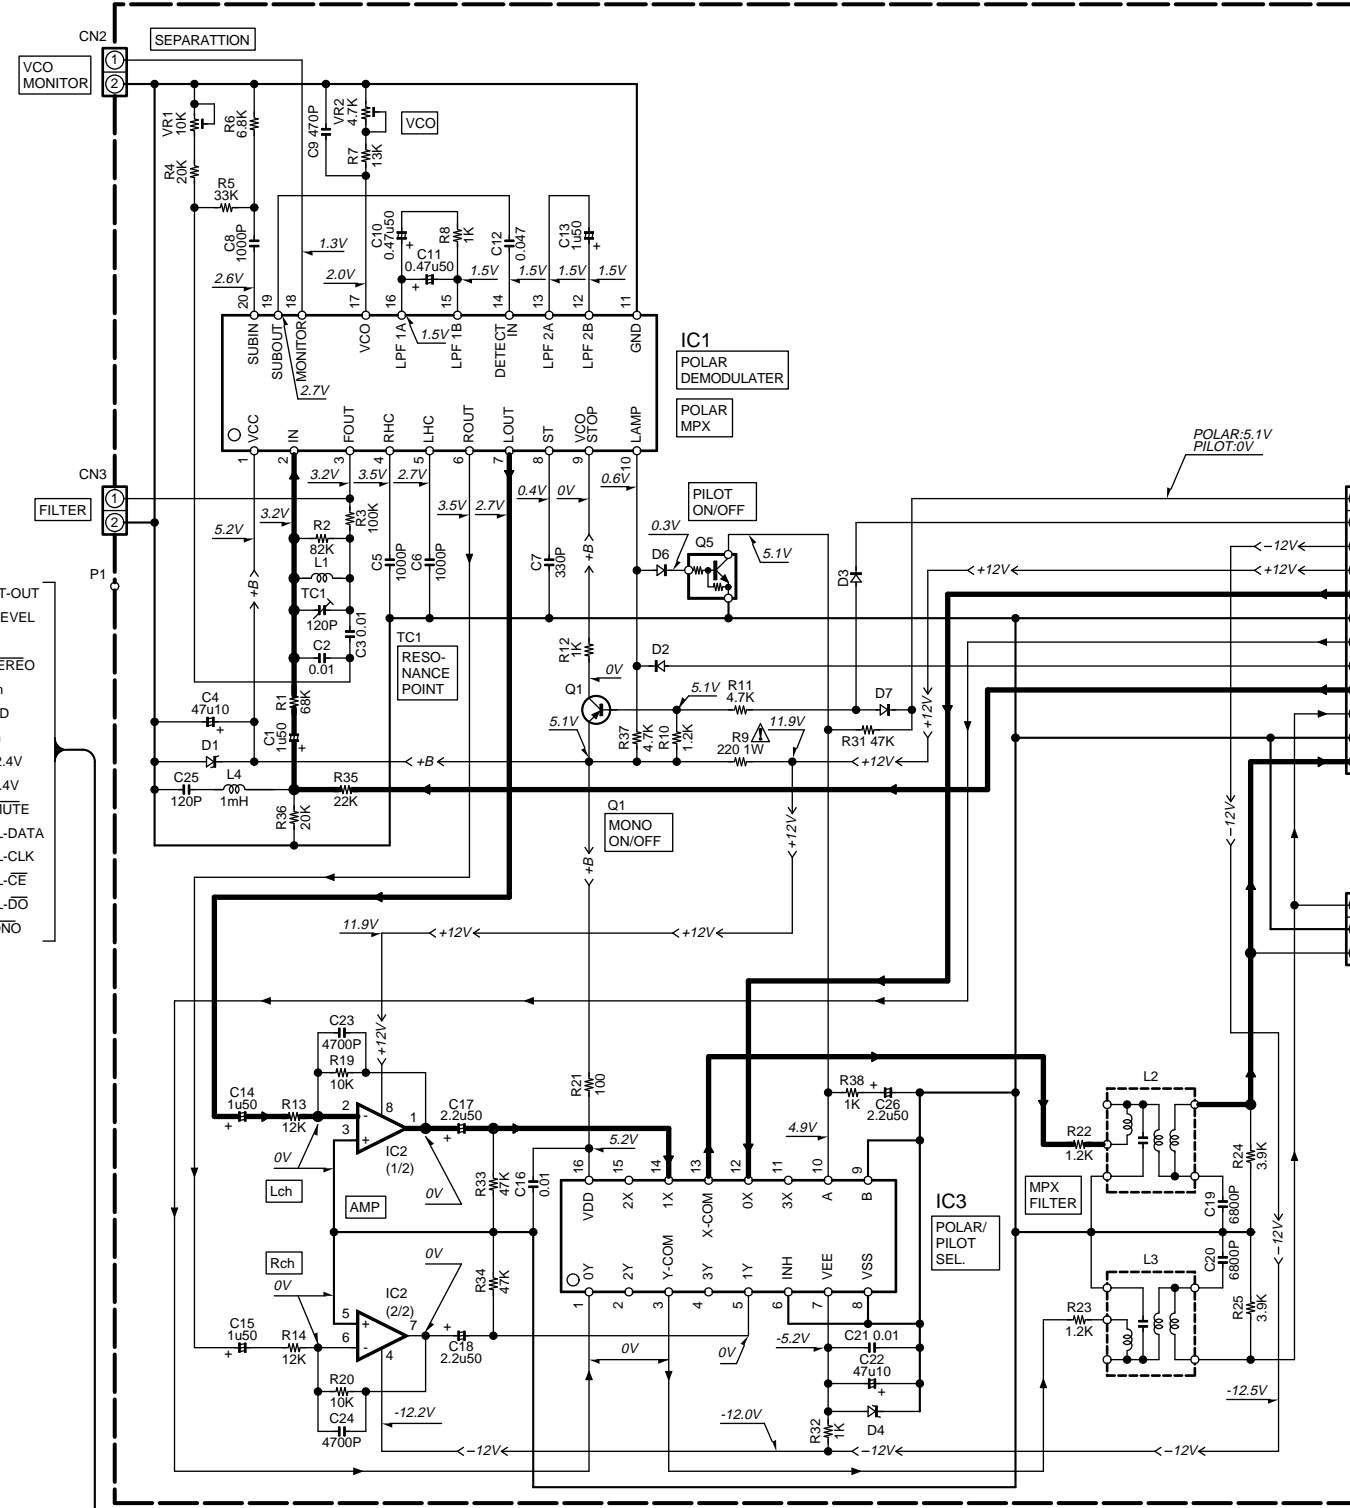 CN2
SEPARATTION
VCO
MONITOR
1
2
VR1
10K
R6
6.8K
C9 470P
VR2
4.7K
VCO
R4
20K
R7
13K
R5
33K
C8
1000P
1.3V
C10
0.47u50
R8
1K
C11
0.47u50
C12
0.047
C13
1u50
2.6V
2.0V
1.5V
1.5V
1.5V
1.5V
20
19
18
17
16
15
14
13
12
11
SUBIN
SUBOUT
MONITOR
VCO
LPF 1A
LPF 1B
DETECT
IN
LPF 2A
LPF 2B
GND
1.5V
2.7V
IC1
POLAR
DEMODULATER
POLAR
MPX
VCC
IN
FOUT
RHC
LHC
ROUT
LOUT
ST
VCO
STOP
LAMP
1
2
3
4
5
6
7
8
9
10
POLAR:5.1V
PILOT:0V
CN3
FILTER
1
2
3.2V
3.5V
2.7V
3.5V
2.7V
0.4V
0V
0.6V
5.2V
3.2V
R3
100K
R2
82K
L1
TC1
120P
C2
0.01
C3 0.01
C5
1000P
C6
1000P
C7
330P
+B
+B
PILOT
ON/OFF
0.3V
Q5
D6
5.1V
D3
-12V
+12V
+12V
P1
T-OUT
EVEL
EREO
D
2.4V
.4V
MUTE
L-DATA
L-CLK
L-CE
L-DO
ONO
TC1
RESO-
NANCE
POINT
R12
1K
D2
0V
Q1
5.1V
R11
4.7K
D7
5.1V
R37
4.7K
R10
1.2K
R9
220 1W
11.9V
R31 47K
+12V
+12V
C4
47u10
D1
R1
68K
C1
1u50
+B
C25
120P
L4
1mH
R35
22K
R36
20K
Q1
MONO
ON/OFF
+B
+12V
-12V
11.9V
+12V
+12V
+12V
C23
4700P
R19
10K
C14
1u50
R13
12K
2
3
8
1
IC2
(1/2)
C17
2.2u50
0V
Lch
AMP
0V
R33
47K
R21
100
C16
0.01
5.2V
R38
1K
C26
2.2u50
4.9V
16
15
14
13
12
11
10
9
VDD
2X
1X
X-COM
0X
3X
A
B
IC3
POLAR/
PILOT
SEL.
0Y
2Y
Y-COM
3Y
1Y
INH
VEE
VSS
1
2
3
4
5
6
7
8
L2
R22
1.2K
MPX
FILTER
R24
3.9K
C19
6800P
C20
6800P
-12V
L3
R23
1.2K
R25
3.9K
Rch
0V
0V
R34
47K
C15
1u50
R14
12K
5
6
7
4
IC2
(2/2)
C18
2.2u50
R20
10K
C24
4700P
-12.2V
0V
0V
-5.2V
C21 0.01
C22
47u10
D4
R32
1K
-12.0V
-12.5V
-12V
-12V
-12V